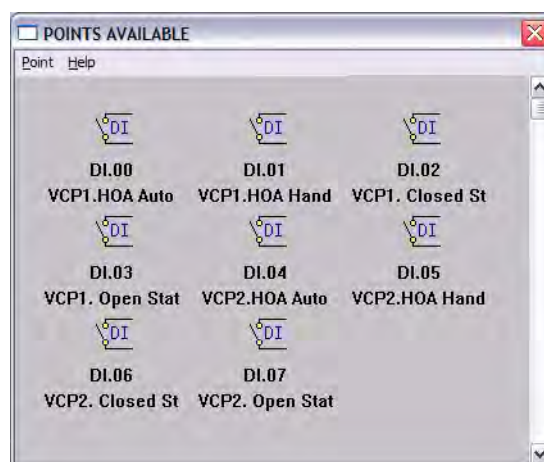 POINTS AVAILABLE
Point Help
DI DI DI
DI.00 DI.01 DI.02
VCP1.HOA Auto VCP1.HOA Hand VCP1. Closed St
DI DI DI
DI.03 DI.04 DI.05
VCP1. Open Stat VCP2.HOA Auto VCP2.HOA Hand
DI DI
DI.06 DI.07
VCP2. Closed St VCP2. Open Stat